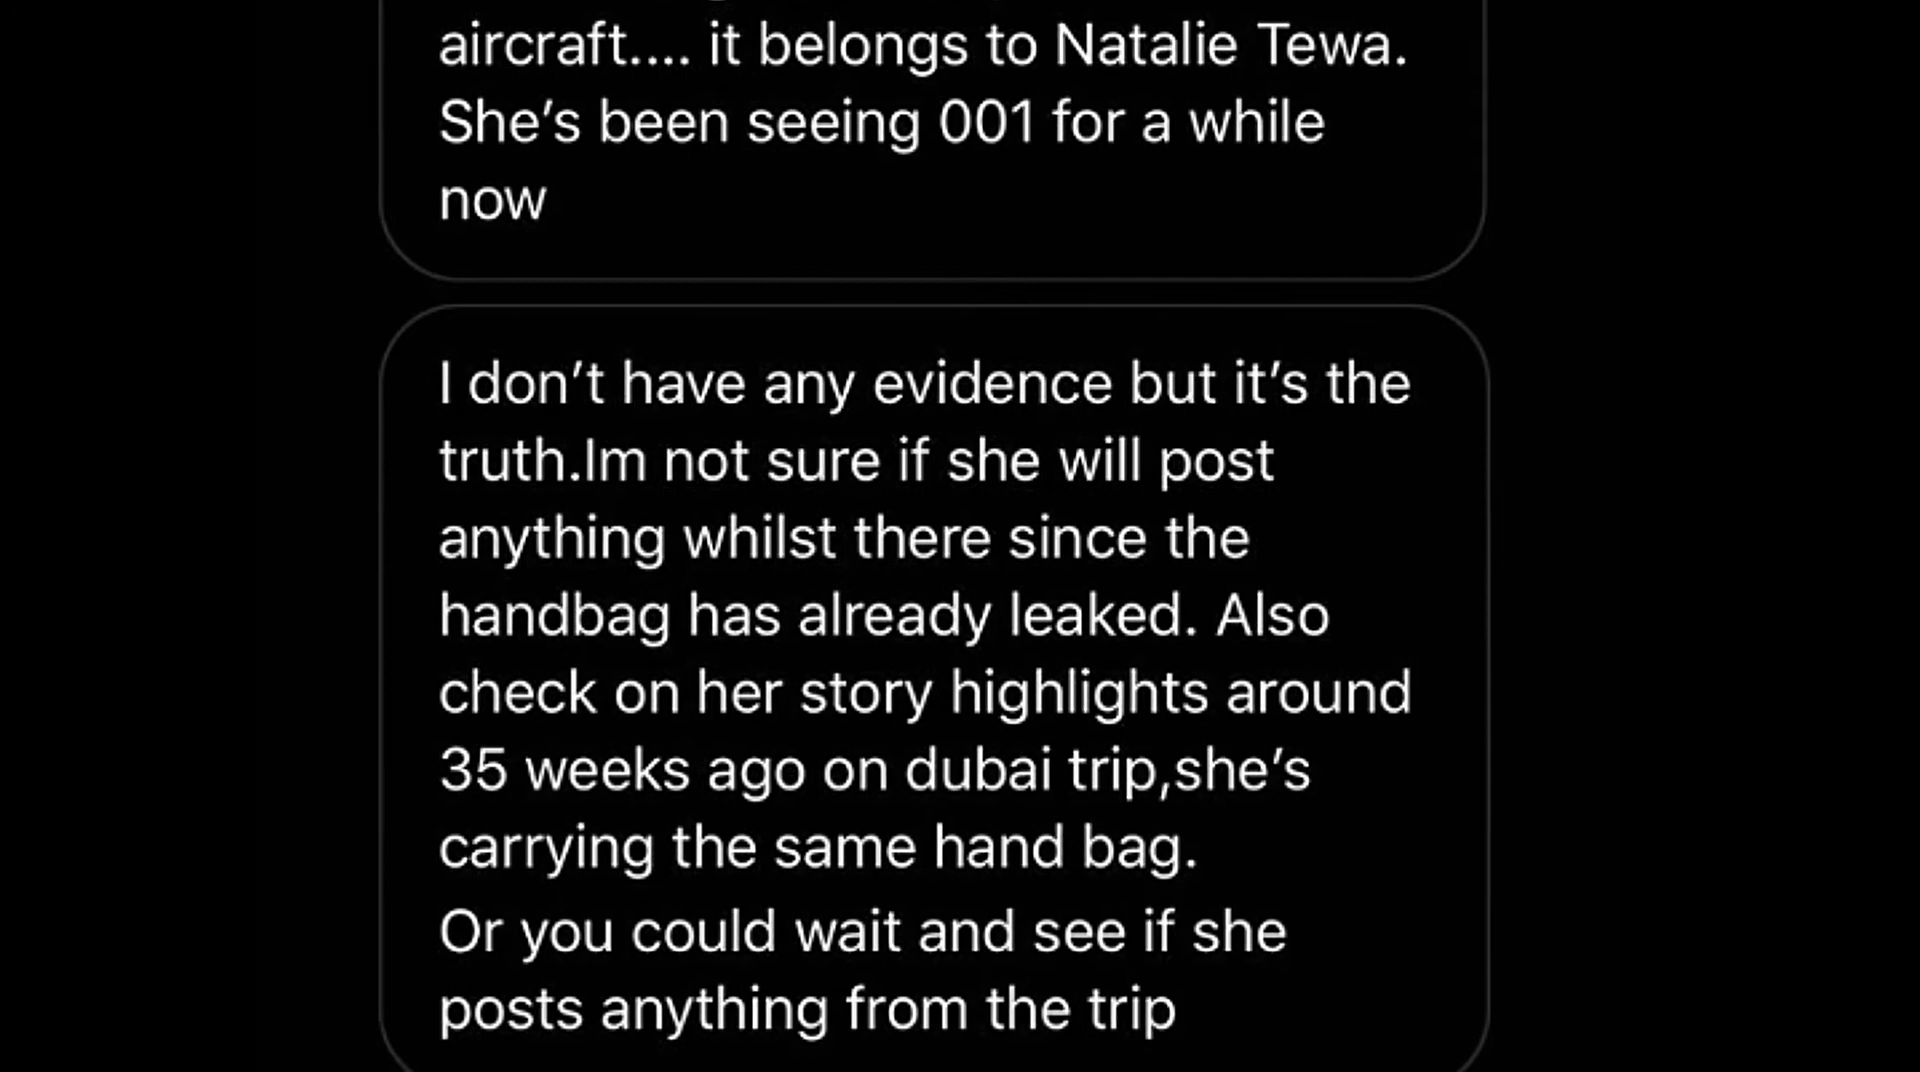 aircraft.... it belongs to Natalie Tewa.
She's been seeing 001 for a while
now
I don't have any evidence but it's the
truth.Im not sure if she will post
anything whilst there since the
handbag has already leaked. Also
check on her story highlights around
35 weeks ago on dubai trip,she's
carrying the same hand bag.
Or you could wait and see if she
posts anything from the trip